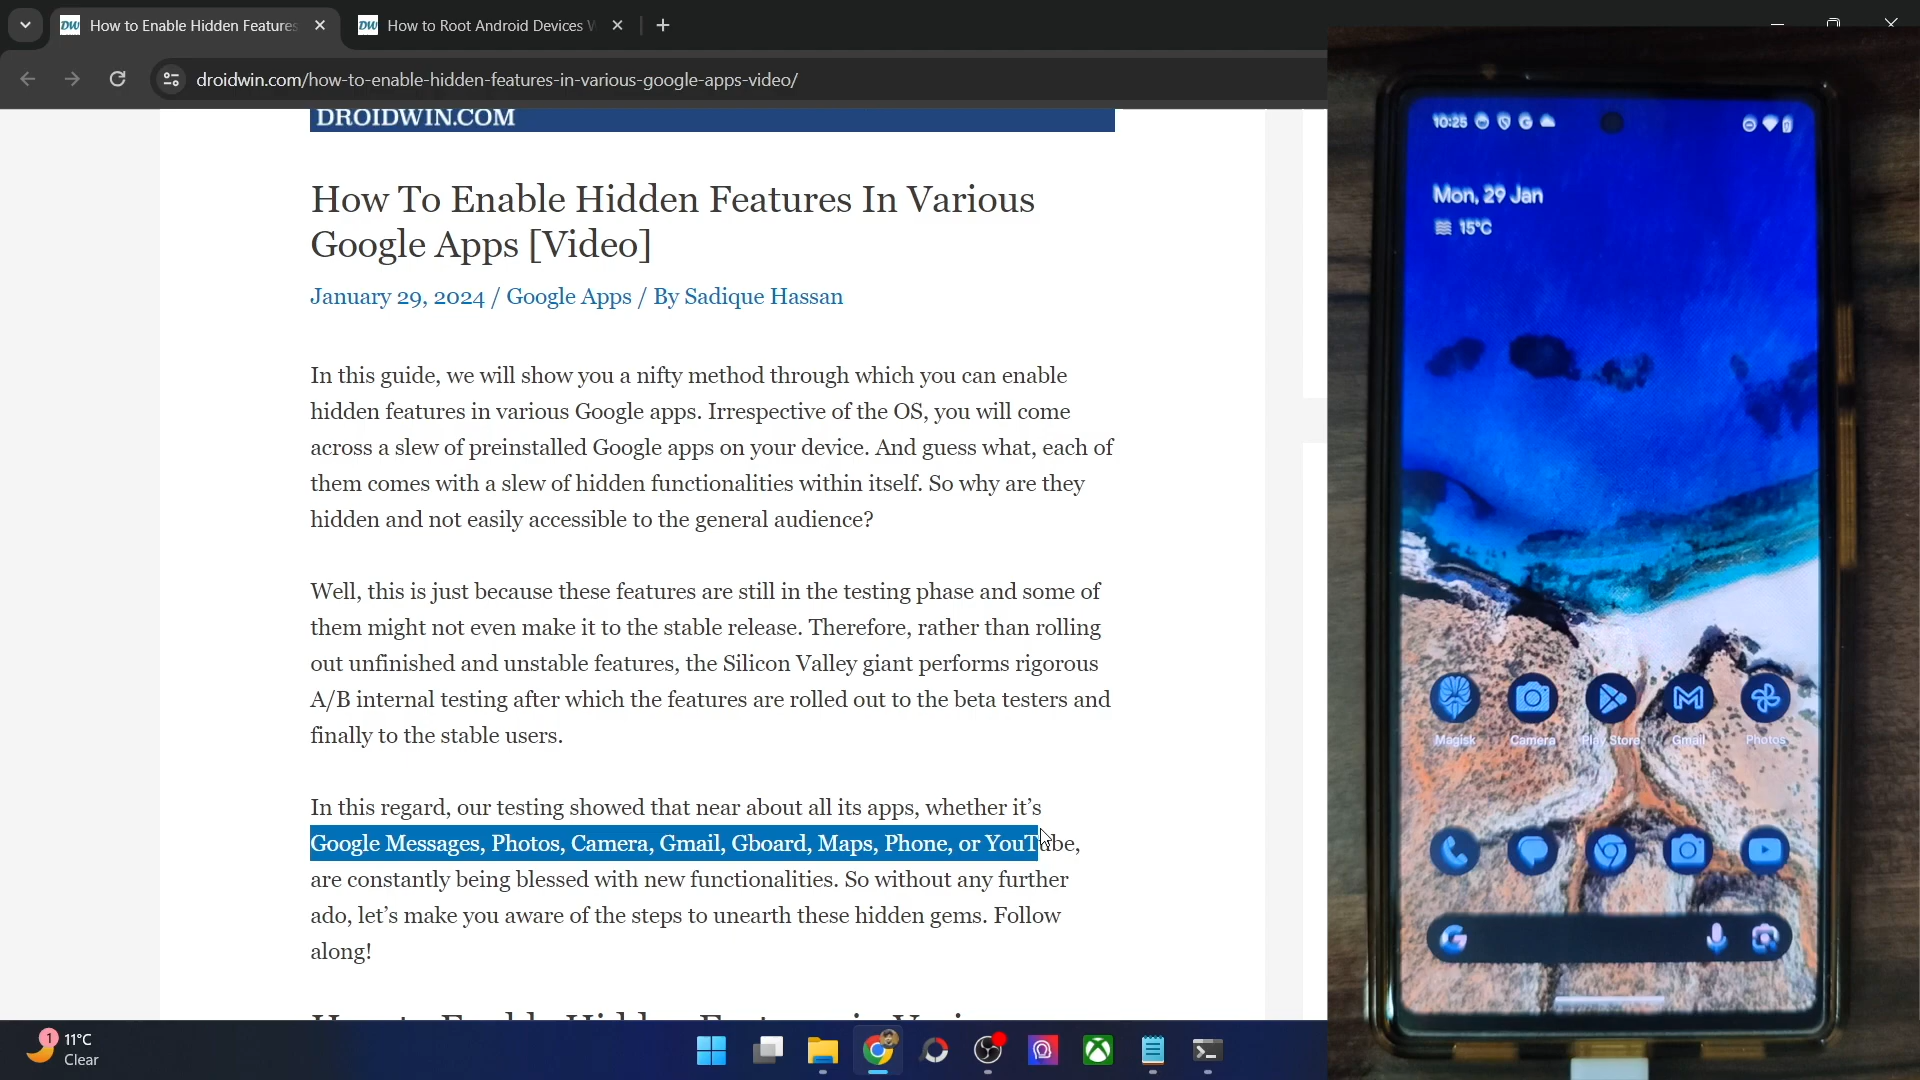 How to Enable Hidden Features
How to Root Android Devices
droidwin.com/how-to-enable-hidden-features-in-various-google-apps-video/
DROIDWIN.COM
How To Enable Hidden Features In Various
Google Apps [Video]
January 29, 2024 / Google Apps / By Sadique Hassan
In this guide, we will show you a nifty method through which you can enable
hidden features in various Google apps. Irrespective of the OS, you will come
across a slew of preinstalled Google apps on your device. And guess what, each of
them comes with a slew of hidden functionalities within itself. So why are they
hidden and not easily accessible to the general audience?
Well, this is just because these features are still in the testing phase and some of
them might not even make it to the stable release. Therefore, rather than rolling
out unfinished and unstable features, the Silicon Valley giant performs rigorous
A/B internal testing after which the features are rolled out to the beta testers and
finally to the stable users.
In this regard, our testing showed that near about all its apps, whether it's
Google Messages, Photos, Camera, Gmail, Gboard, Maps, Phone, or YouTube,
are constantly being blessed with new functionalities. So without any further
ado, let's make you aware of the steps to unearth these hidden gems. Follow
along!
1
11°C
Clear
10:25
Mon, 29 Jan
15°C
Magisk
Camera
Play Store
Gmail
Photos